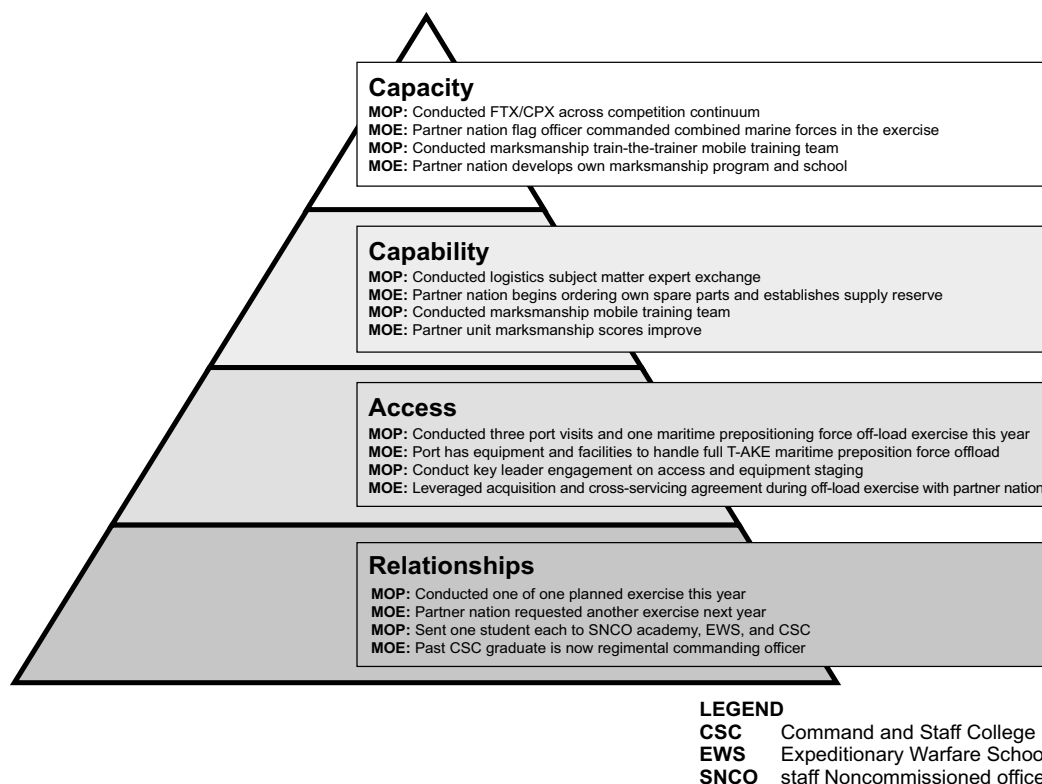 Capacity
MOP: Conducted FTX/CPX across competition continuum
MOE: Partner nation flag officer commanded combined marine forces in the exercise
MOP: Conducted marksmanship train-the-trainer mobile training team
MOE: Partner nation develops own marksmanship program and school
Capability
MOP: Conducted logistics subject matter expert exchange
MOE: Partner nation begins ordering own spare parts and establishes supply reserve
MOP: Conducted marksmanship mobile training team
MOE: Partner unit marksmanship scores improve
Access
MOP: Conducted three port visits and one maritime prepositioning force off-load exercise this year
MOE: Port has equipment and facilities to handle full T-AKE maritime preposition force offload
MOP: Conduct key leader engagement on access and equipment staging
MOE: Leveraged acquisition and cross-servicing agreement during off-load exercise with partner nation
Relationships
MOP: Conducted one of one planned exercise this year
MOE: Partner nation requested another exercise next year
MOP: Sent one student each to SNCO academy, EWS, and CSC
MOE: Past CSC graduate is now regimental commanding officer
LEGEND
CSC Command and Staff College
EWS Expeditionary Warfare Schoo
SNCO staff Noncommissioned office